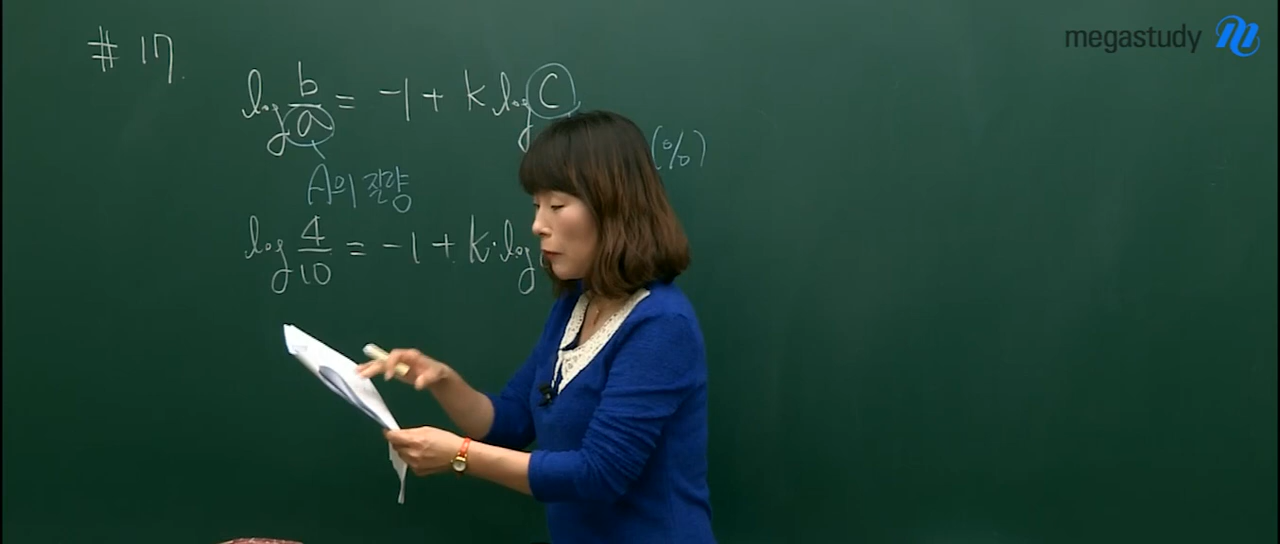 megastudy
# 17.
log b/a = -1 + k log c
(%)
A의 질량
log 4/10 = -1 + k·log